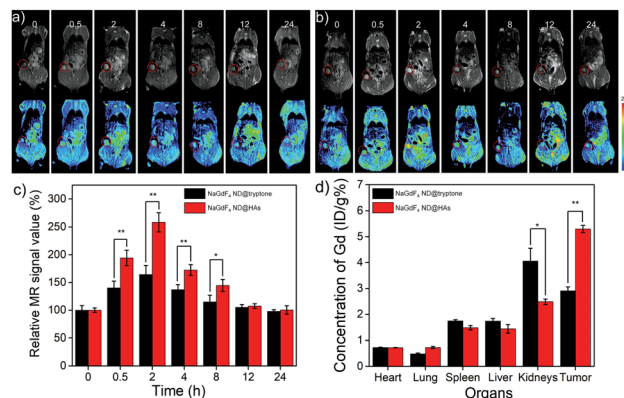 a)
0 0.5 2 4 8 12 24
b)
0 0.5 2 4 8 12 24
2
c)
NaGdF₄ ND@tryptone
NaGdF₄ ND@HAs
300
250
200
150
100
50
0
** ** ** *
Relative MR signal value (%)
0 0.5 2 4 8 12 24
Time (h)
d)
NaGdF₄ ND@tryptone
NaGdF₄ ND@HAs
7
6
5
4
3
2
1
0
* **
Concentration of Gd (ID/g%)
Heart Lung Spleen Liver Kidneys Tumor
Organs